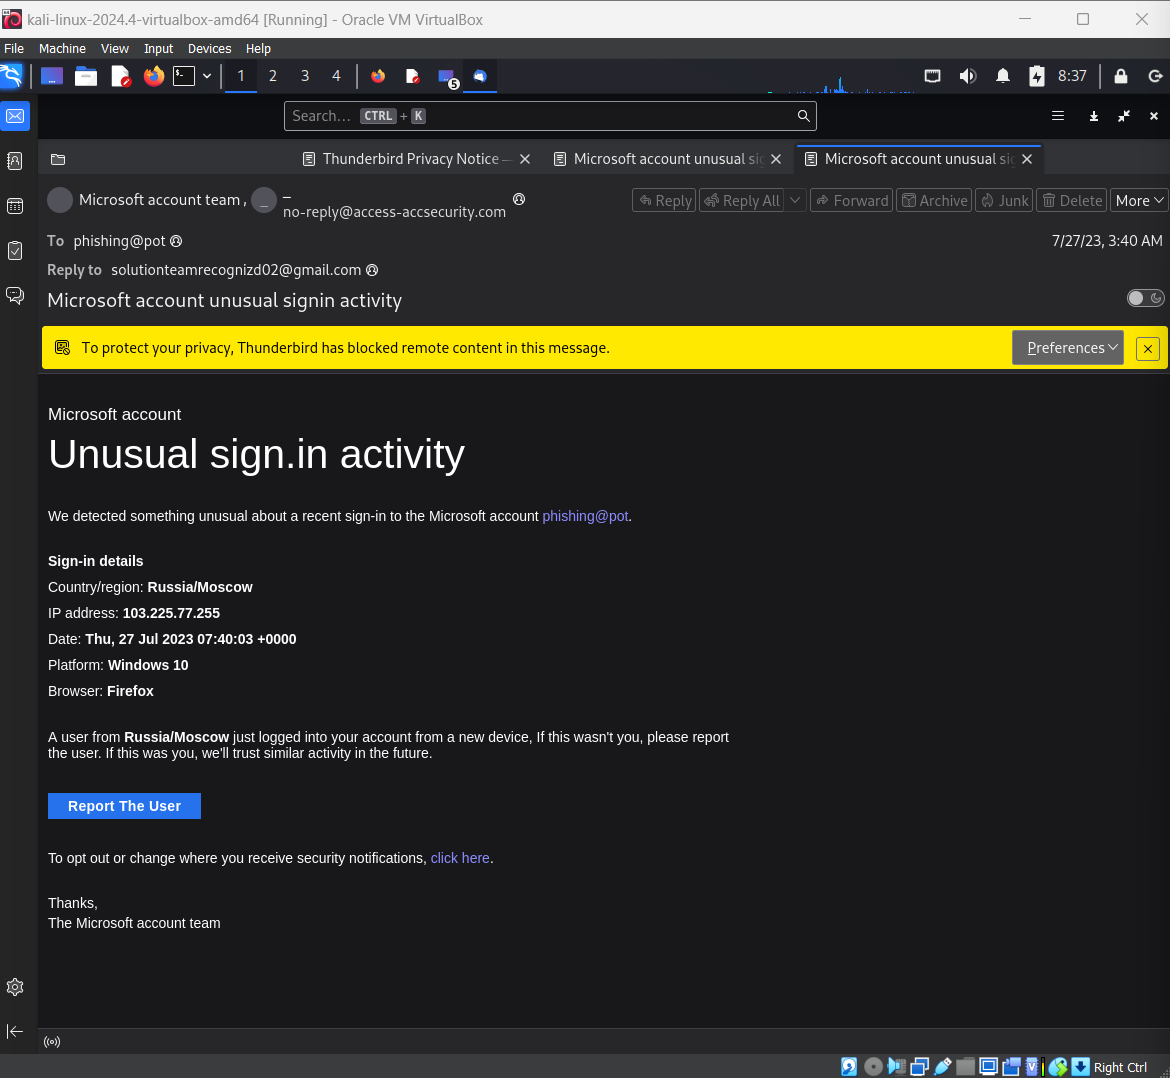 kali-linux-2024.4-virtualbox-amd64 [Running] - Oracle VM VirtualBox
File Machine View Input Devices Help
1 2 3 4 5 8:37
Search… CTRL + K
Thunderbird Privacy Notice — Microsoft account unusual sig Microsoft account unusual sig
Microsoft account team , _ _
no-reply@access-accsecurity.com
Reply Reply All Forward Archive Junk Delete More
To phishing@pot 7/27/23, 3:40 AM
Reply to solutionteamrecognizd02@gmail.com
Microsoft account unusual signin activity
To protect your privacy, Thunderbird has blocked remote content in this message. Preferences
Microsoft account
Unusual sign.in activity
We detected something unusual about a recent sign-in to the Microsoft account phishing@pot.
Sign-in details
Country/region: Russia/Moscow
IP address: 103.225.77.255
Date: Thu, 27 Jul 2023 07:40:03 +0000
Platform: Windows 10
Browser: Firefox
A user from Russia/Moscow just logged into your account from a new device, If this wasn't you, please report
the user. If this was you, we'll trust similar activity in the future.
Report The User
To opt out or change where you receive security notifications, click here.
Thanks,
The Microsoft account team
Right Ctrl